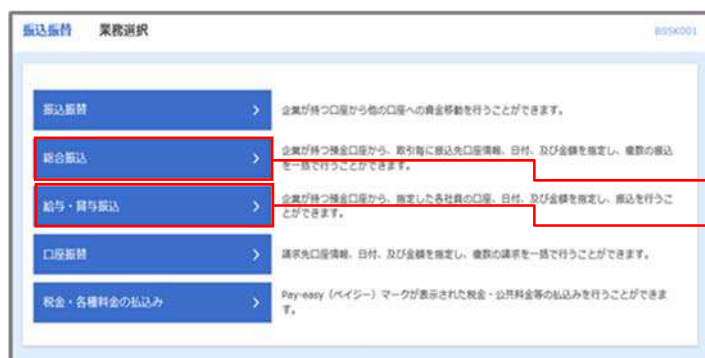 振込振替 業務選択 BSSK001
振込振替 企業が持つ口座から他の口座への資金移動を行うことができます。
総合振込 企業が持つ預金口座から、取引毎に振込先口座情報、日付、及び金額を指定し、複数の振込
を一括で行うことができます。
給与・賞与振込 企業が持つ預金口座から、指定した各社員の口座、日付、及び金額を指定し、振込を行うこ
とができます。
口座振替 請求先口座情報、日付、及び金額を指定し、複数の請求を一括で行うことができます。
税金・各種料金の払込み Pay-easy（ペイジー）マークが表示された税金・公共料金等の払込みを行うことができま
す。